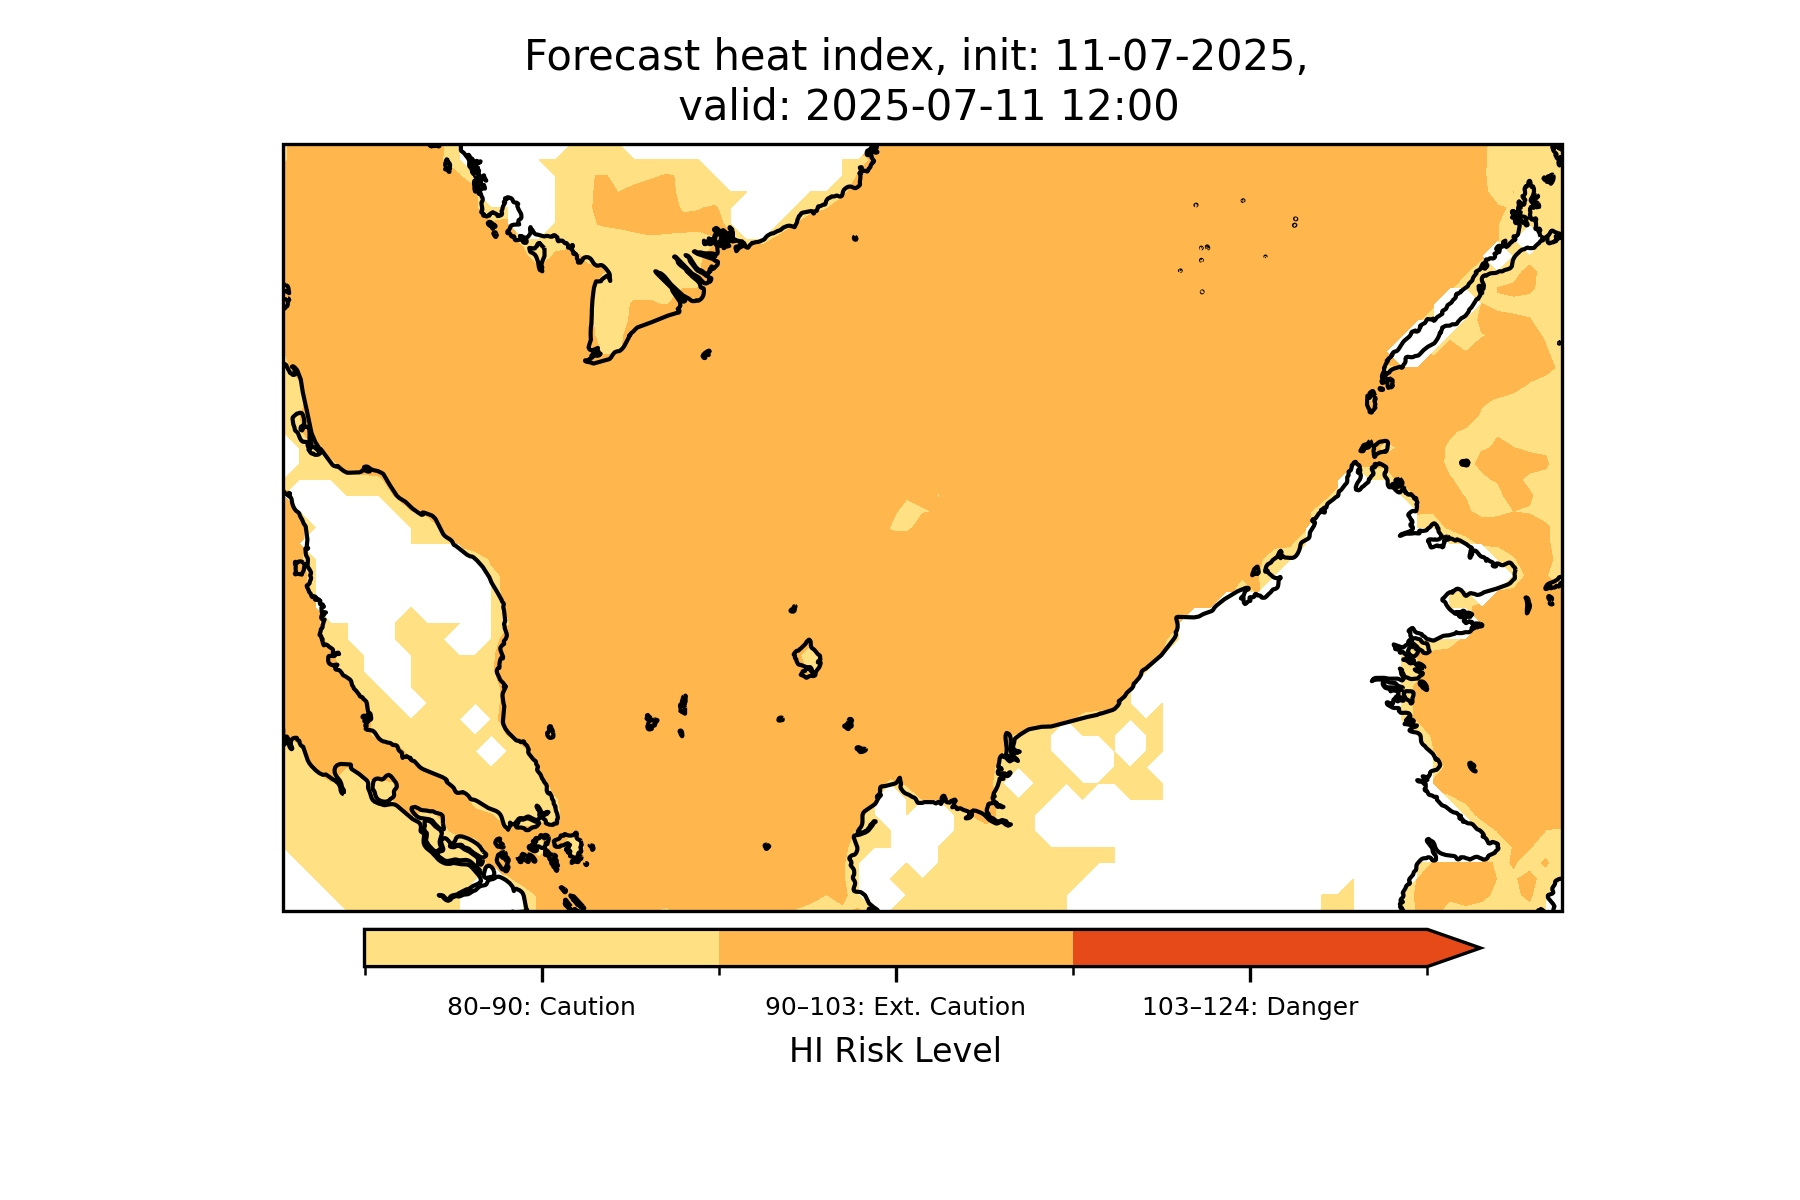 Forecast heat index, init: 11-07-2025,
valid: 2025-07-11 12:00
80–90: Caution
90–103: Ext. Caution
103–124: Danger
HI Risk Level